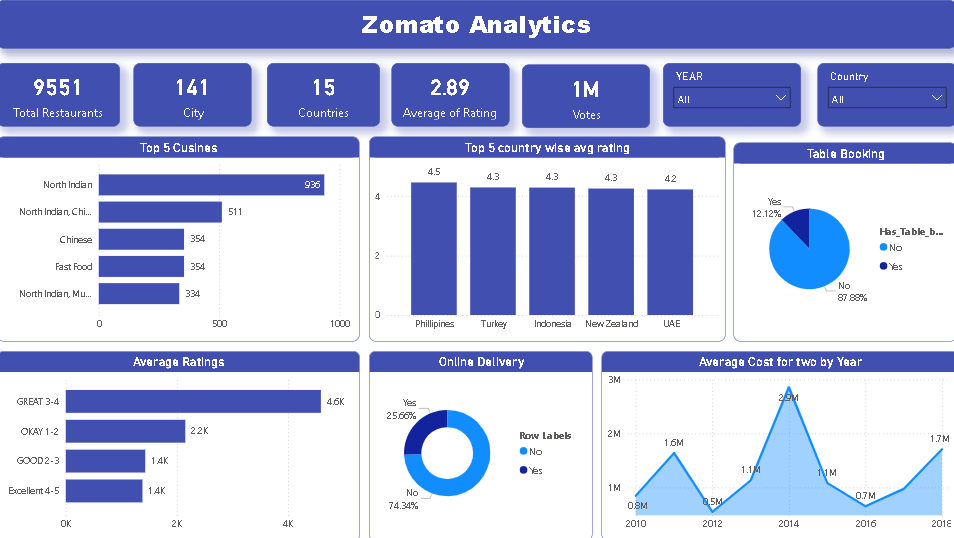 Zomato Analytics
9551
Total Restaurants
141
City
15
Countries
2.89
Average of Rating
1M
Votes
YEAR
All
Country
All
Top 5 Cusines
North Indian
936
North Indian, Chi...
511
Chinese
354
Fast Food
354
North Indian, Mu...
334
0
500
1000
Top 5 country wise avg rating
4
2
0
4.5
4.3
4.3
4.3
4.2
Phillipines
Turkey
Indonesia
New Zealand
UAE
Table Booking
Yes
12.12%
No
87.88%
Has_Table_b...
No
Yes
Average Ratings
GREAT 3-4
4.6K
OKAY 1-2
2.2K
GOOD 2-3
1.4K
Excellent 4-5
1.4K
0K
2K
4K
Online Delivery
Yes
25.66%
No
74.34%
Row Labels
No
Yes
Average Cost for two by Year
3M
2M
1M
0.8M
1.6M
0.5M
1.1M
2.9M
1.1M
0.7M
1.7M
2010
2012
2014
2016
2018